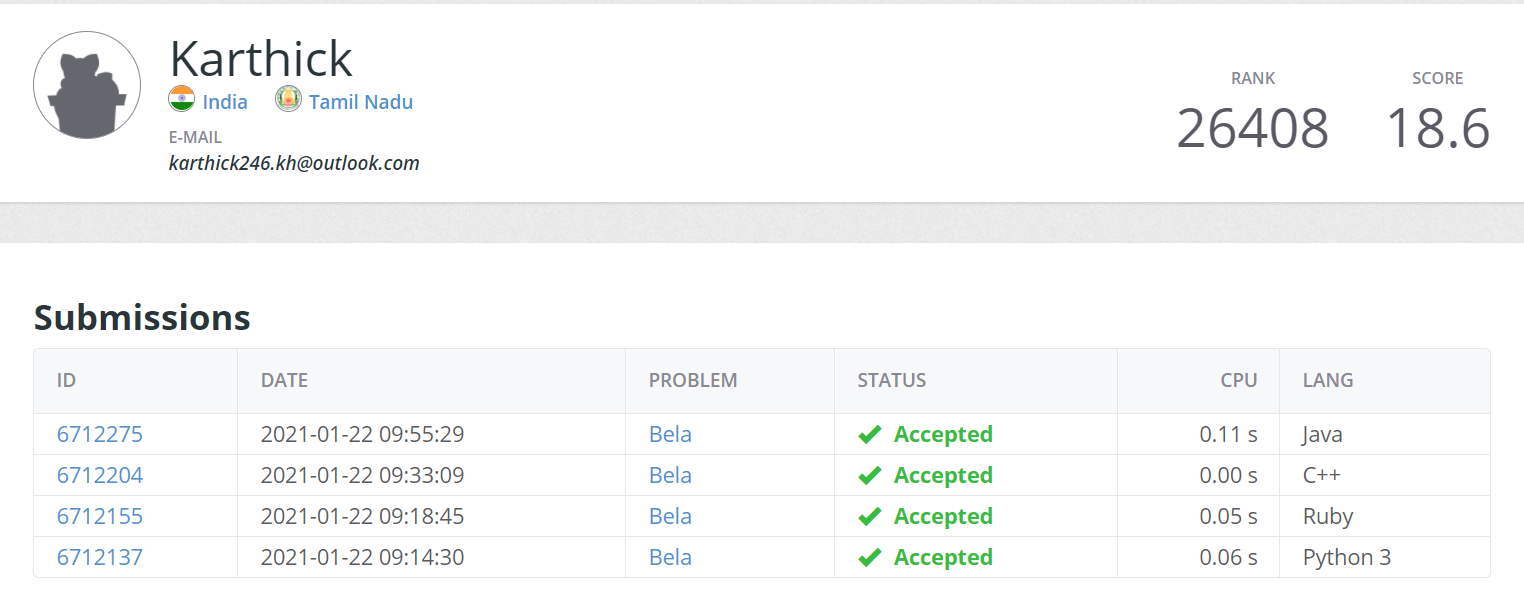 Karthick
India Tamil Nadu
E-MAIL
karthick246.kh@outlook.com
RANK SCORE
26408 18.6
Submissions
ID DATE PROBLEM STATUS CPU LANG
6712275 2021-01-22 09:55:29 Bela Accepted 0.11 s Java
6712204 2021-01-22 09:33:09 Bela Accepted 0.00 s C++
6712155 2021-01-22 09:18:45 Bela Accepted 0.05 s Ruby
6712137 2021-01-22 09:14:30 Bela Accepted 0.06 s Python 3